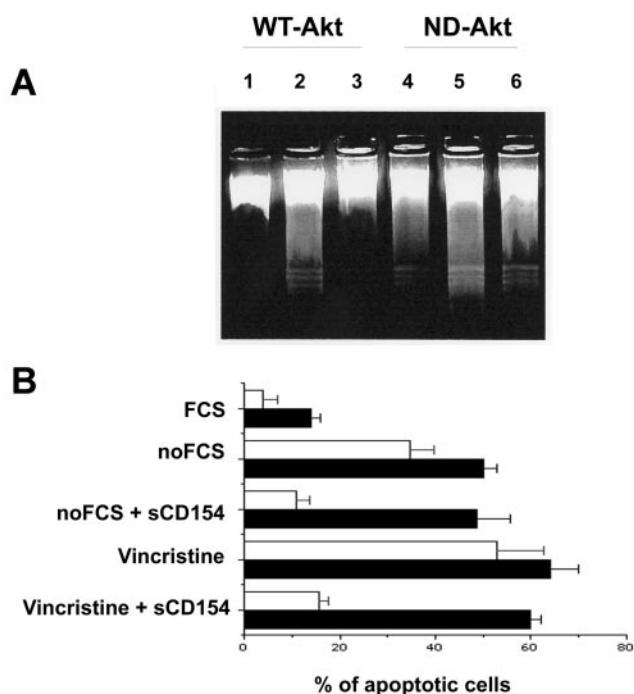 WT-Akt ND-Akt
A 1 2 3 4 5 6
B
FCS
noFCS
noFCS + sCD154
Vincristine
Vincristine + sCD154
0 20 40 60 80
% of apoptotic cells